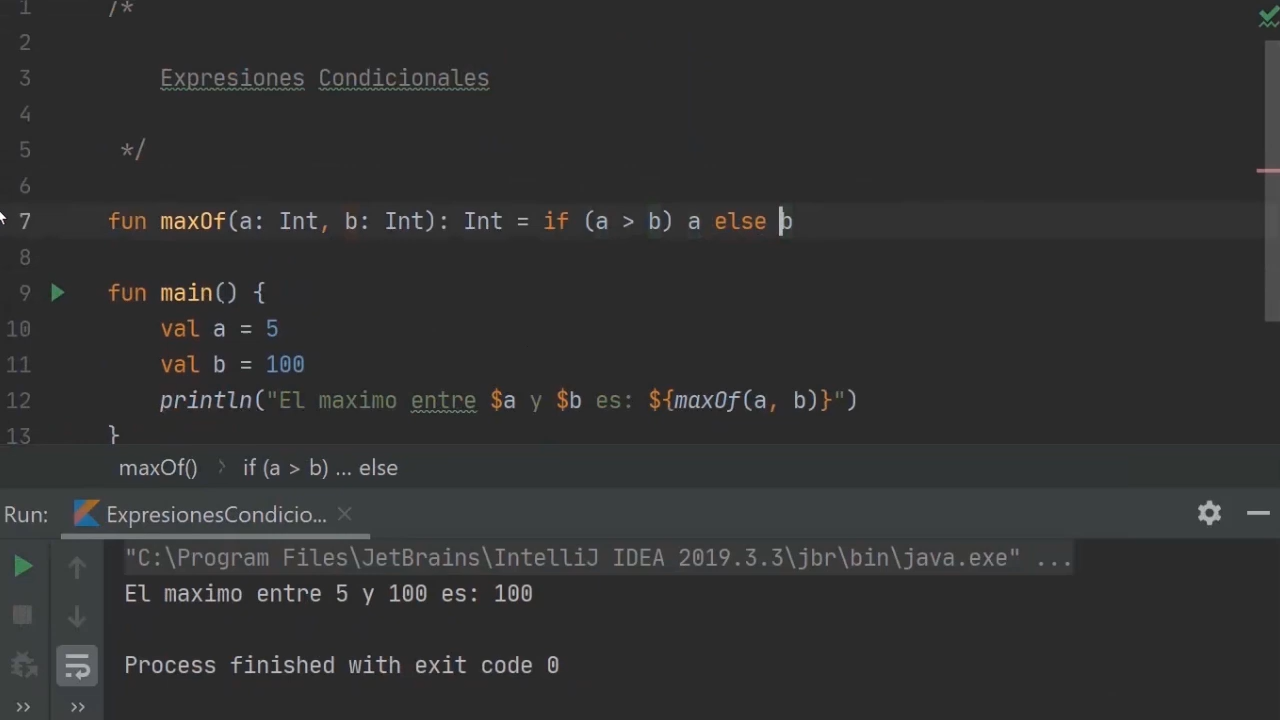 1 /*
2
3 Expresiones Condicionales
4
5 */
6
7 fun maxOf(a: Int, b: Int): Int = if (a > b) a else b
8
9 fun main() {
10 val a = 5
11 val b = 100
12 println("El maximo entre $a y $b es: ${maxOf(a, b)}")
13 }
maxOf() › if (a > b) ... else
Run: ExpresionesCondicio... ×
"C:\Program Files\JetBrains\IntelliJ IDEA 2019.3.3\jbr\bin\java.exe" ...
El maximo entre 5 y 100 es: 100
Process finished with exit code 0